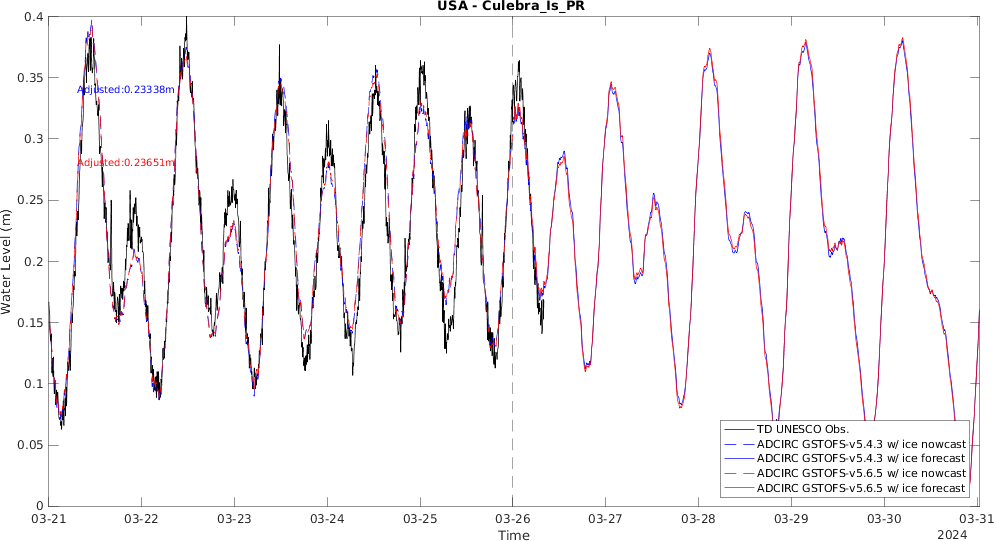 USA - Culebra_Is_PR
0.4
0.35
0.3
0.25
0.2
0.15
0.1
0.05
0
Water Level (m)
Adjusted:0.23338m
Adjusted:0.23651m
TD UNESCO Obs.
ADCIRC GSTOFS-v5.4.3 w/ ice nowcast
ADCIRC GSTOFS-v5.4.3 w/ ice forecast
ADCIRC GSTOFS-v5.6.5 w/ ice nowcast
ADCIRC GSTOFS-v5.6.5 w/ ice forecast
03-21 03-22 03-23 03-24 03-25 03-26 03-27 03-28 03-29 03-30 03-31
Time
2024